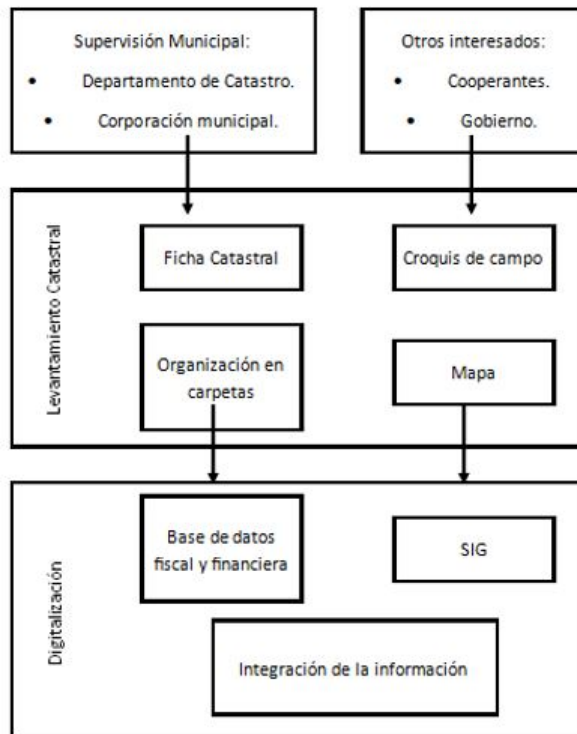 Supervisión Municipal:
• Departamento de Catastro.
• Corporación municipal.
Otros interesados:
• Cooperantes.
• Gobierno.
Levantamiento Catastral
Ficha Catastral
Croquis de campo
Organización en
carpetas
Mapa
Digitalización
Base de datos
fiscal y financiera
SIG
Integración de la información